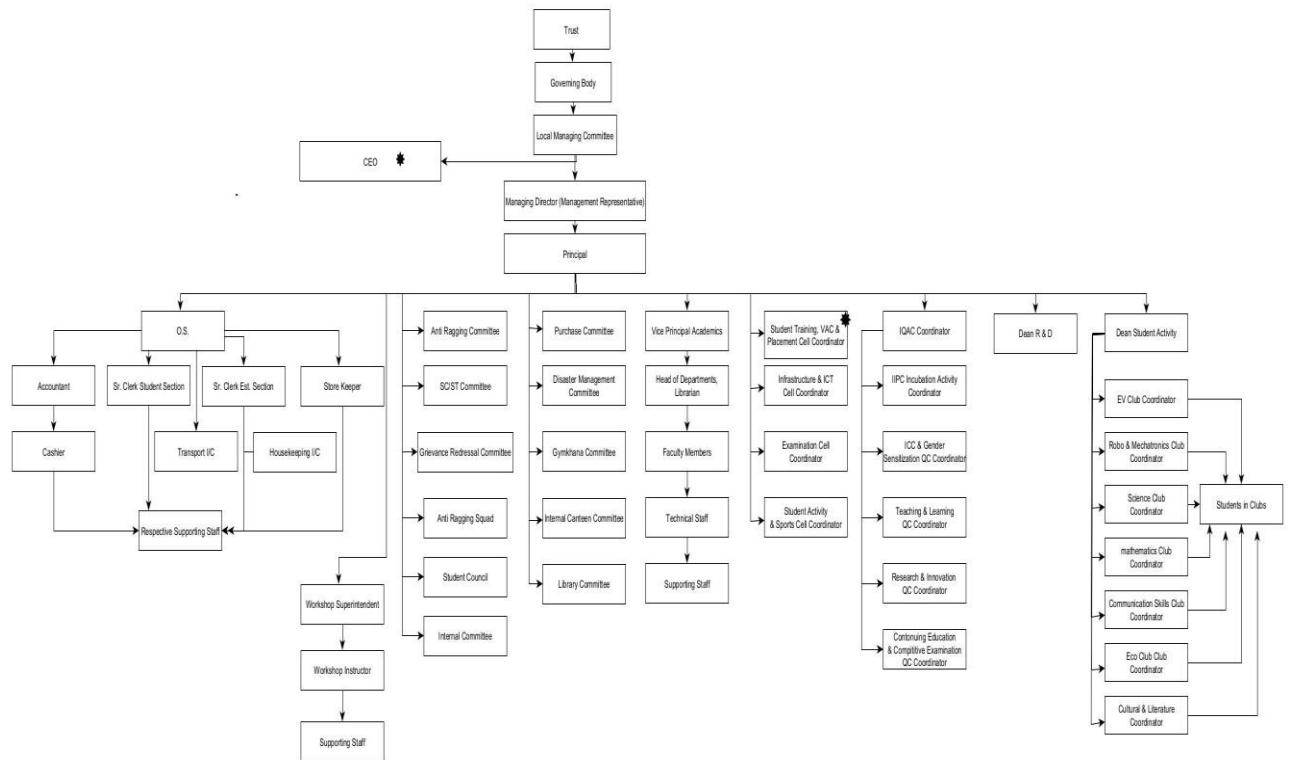 Trust
Governing Body
Local Managing Committee
CEO
Managing Director (Management Representative)
Principal
O.S.
Accountant
Sr. Clerk Student Section
Sr. Clerk Est. Section
Store Keeper
Cashier
Transport I/C
Housekeeping I/C
Respective Supporting Staff
Workshop Superintendent
Workshop Instructor
Supporting Staff
Anti Ragging Committee
SC/ST Committee
Grievance Redressal Committee
Anti Ragging Squad
Student Council
Internal Committee
Purchase Committee
Disaster Management
Committee
Gymkhana Committee
Internal Canteen Committee
Library Committee
Vice Principal Academics
Head of Departments,
Librarian
Faculty Members
Technical Staff
Supporting Staff
Student Training, VAC &
Placement Cell Coordinator
Infrastructure & ICT
Cell Coordinator
Examination Cell
Coordinator
Student Activity
& Sports Cell Coordinator
IQAC Coordinator
IIPC Incubation Activity
Coordinator
ICC & Gender
Sensitization QC Coordinator
Teaching & Learning
QC Coordinator
Research & Innovation
QC Coordinator
Contonuing Education
& Comptitive Examination
QC Coordinator
Dean R & D
Dean Student Activity
EV Club Coordinator
Robo & Mechatronics Club
Coordinator
Science Club
Coordinator
mathematics Club
Coordinator
Communication Skills Club
Coordinator
Eco Club Club
Coordinator
Cultural & Literature
Coordinator
Students in Clubs